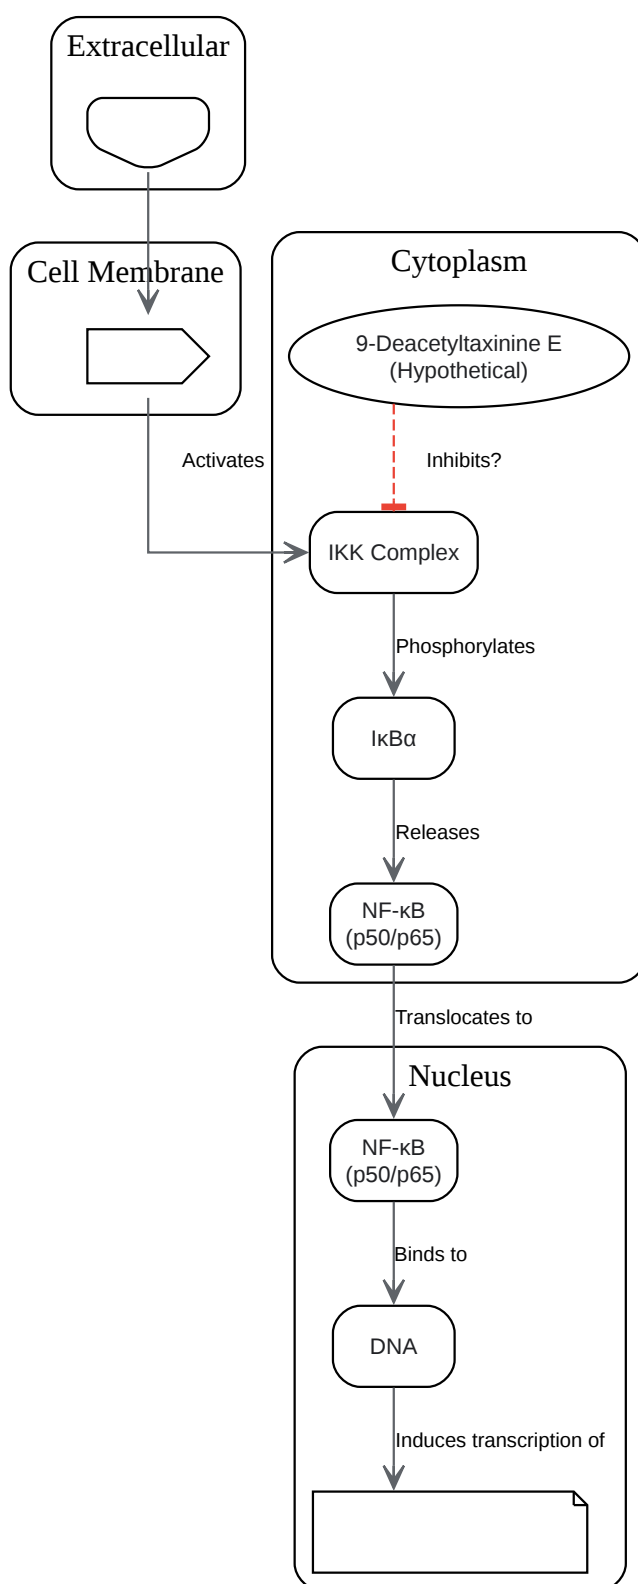 Extracellular
Cell Membrane
Cytoplasm
9-Deacetyltaxinine E
(Hypothetical)
Activates
Inhibits?
IKK Complex
Phosphorylates
IκBα
Releases
NF-κB
(p50/p65)
Translocates to
Nucleus
NF-κB
(p50/p65)
Binds to
DNA
Induces transcription of